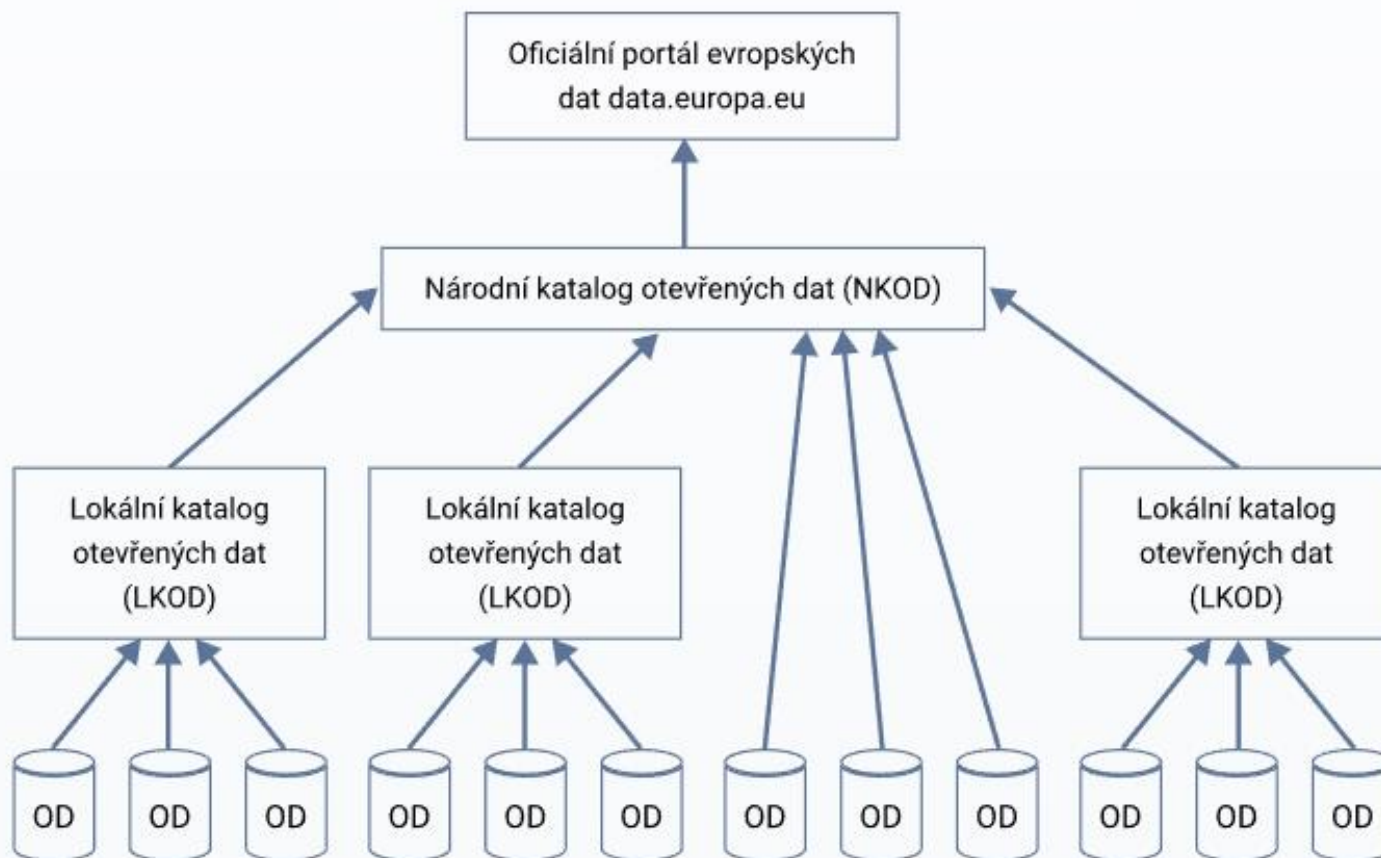 Oficiální portál evropských
dat data.europa.eu
Národní katalog otevřených dat (NKOD)
Lokální katalog
otevřených dat
(LKOD)
Lokální katalog
otevřených dat
(LKOD)
Lokální katalog
otevřených dat
(LKOD)
OD OD OD OD OD OD OD OD OD OD OD OD